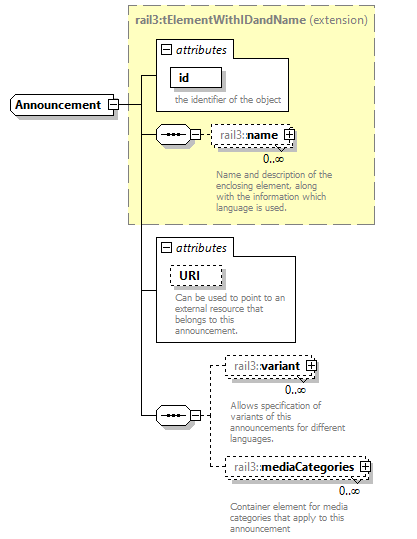 rail3:tElementWithIDandName (extension)
attributes
id
the identifier of the object
Announcement
rail3::name
0..∞
Name and description of the
enclosing element, along
with the information which
language is used.
attributes
URI
Can be used to point to an
external resource that
belongs to this
announcement.
rail3::variant
0..∞
Allows specification of
variants of this
announcements for different
languages.
rail3::mediaCategories
0..∞
Container element for media
categories that apply to this
announcement